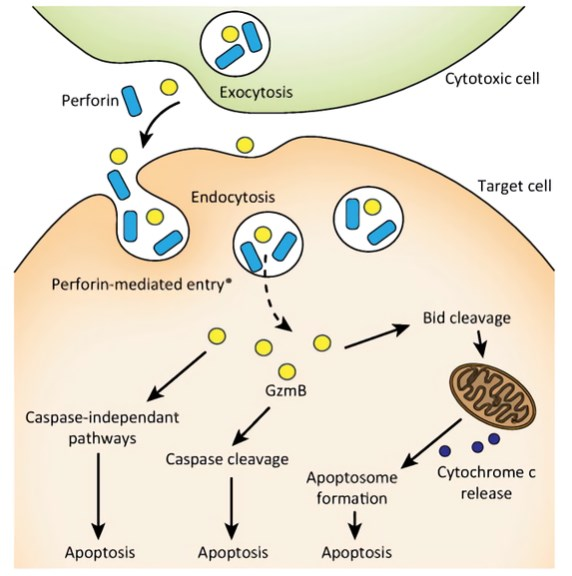 Exocytosis
Cytotoxic cell
Perforin
Target cell
Endocytosis
Perforin-mediated entry*
Bid cleavage
GzmB
Caspase-independant
pathways
Caspase cleavage
Apoptosome
formation
Cytochrome c
release
Apoptosis
Apoptosis
Apoptosis